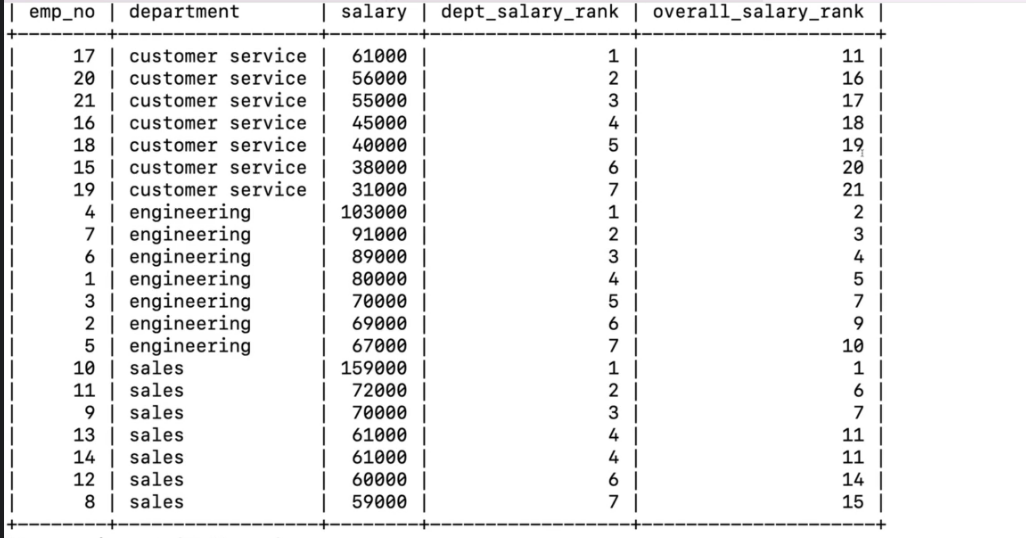 | emp_no | department | salary | dept_salary_rank | overall_salary_rank |
+--------+------------------+--------+------------------+---------------------+
| 17 | customer service | 61000 | 1 | 11 |
| 20 | customer service | 56000 | 2 | 16 |
| 21 | customer service | 55000 | 3 | 17 |
| 16 | customer service | 45000 | 4 | 18 |
| 18 | customer service | 40000 | 5 | 19 |
| 15 | customer service | 38000 | 6 | 20 |
| 19 | customer service | 31000 | 7 | 21 |
| 4 | engineering | 103000 | 1 | 2 |
| 7 | engineering | 91000 | 2 | 3 |
| 6 | engineering | 89000 | 3 | 4 |
| 1 | engineering | 80000 | 4 | 5 |
| 3 | engineering | 70000 | 5 | 7 |
| 2 | engineering | 69000 | 6 | 9 |
| 5 | engineering | 67000 | 7 | 10 |
| 10 | sales | 159000 | 1 | 1 |
| 11 | sales | 72000 | 2 | 6 |
| 9 | sales | 70000 | 3 | 7 |
| 13 | sales | 61000 | 4 | 11 |
| 14 | sales | 61000 | 4 | 11 |
| 12 | sales | 60000 | 6 | 14 |
| 8 | sales | 59000 | 7 | 15 |
+--------+------------------+--------+------------------+---------------------+